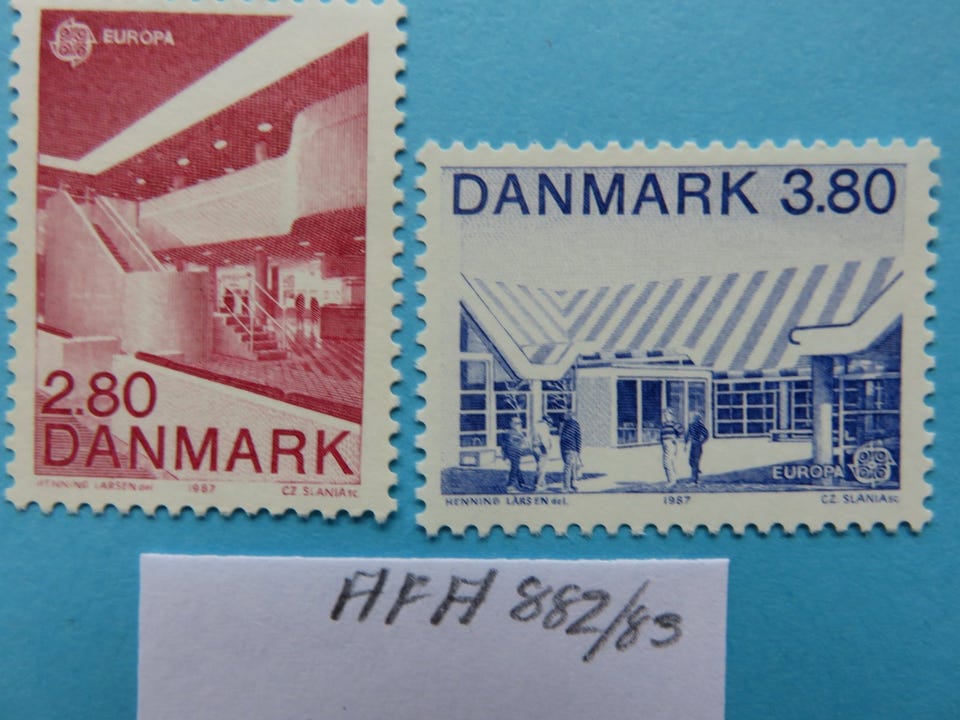 EUROPA
2.80
DANMARK
HENNING LARSEN del. 1987 CZ SLANIA sc.
DANMARK 3.80
EUROPA
HENNING LARSEN del. 1987 CZ SLANIA sc.
AFA 882/83